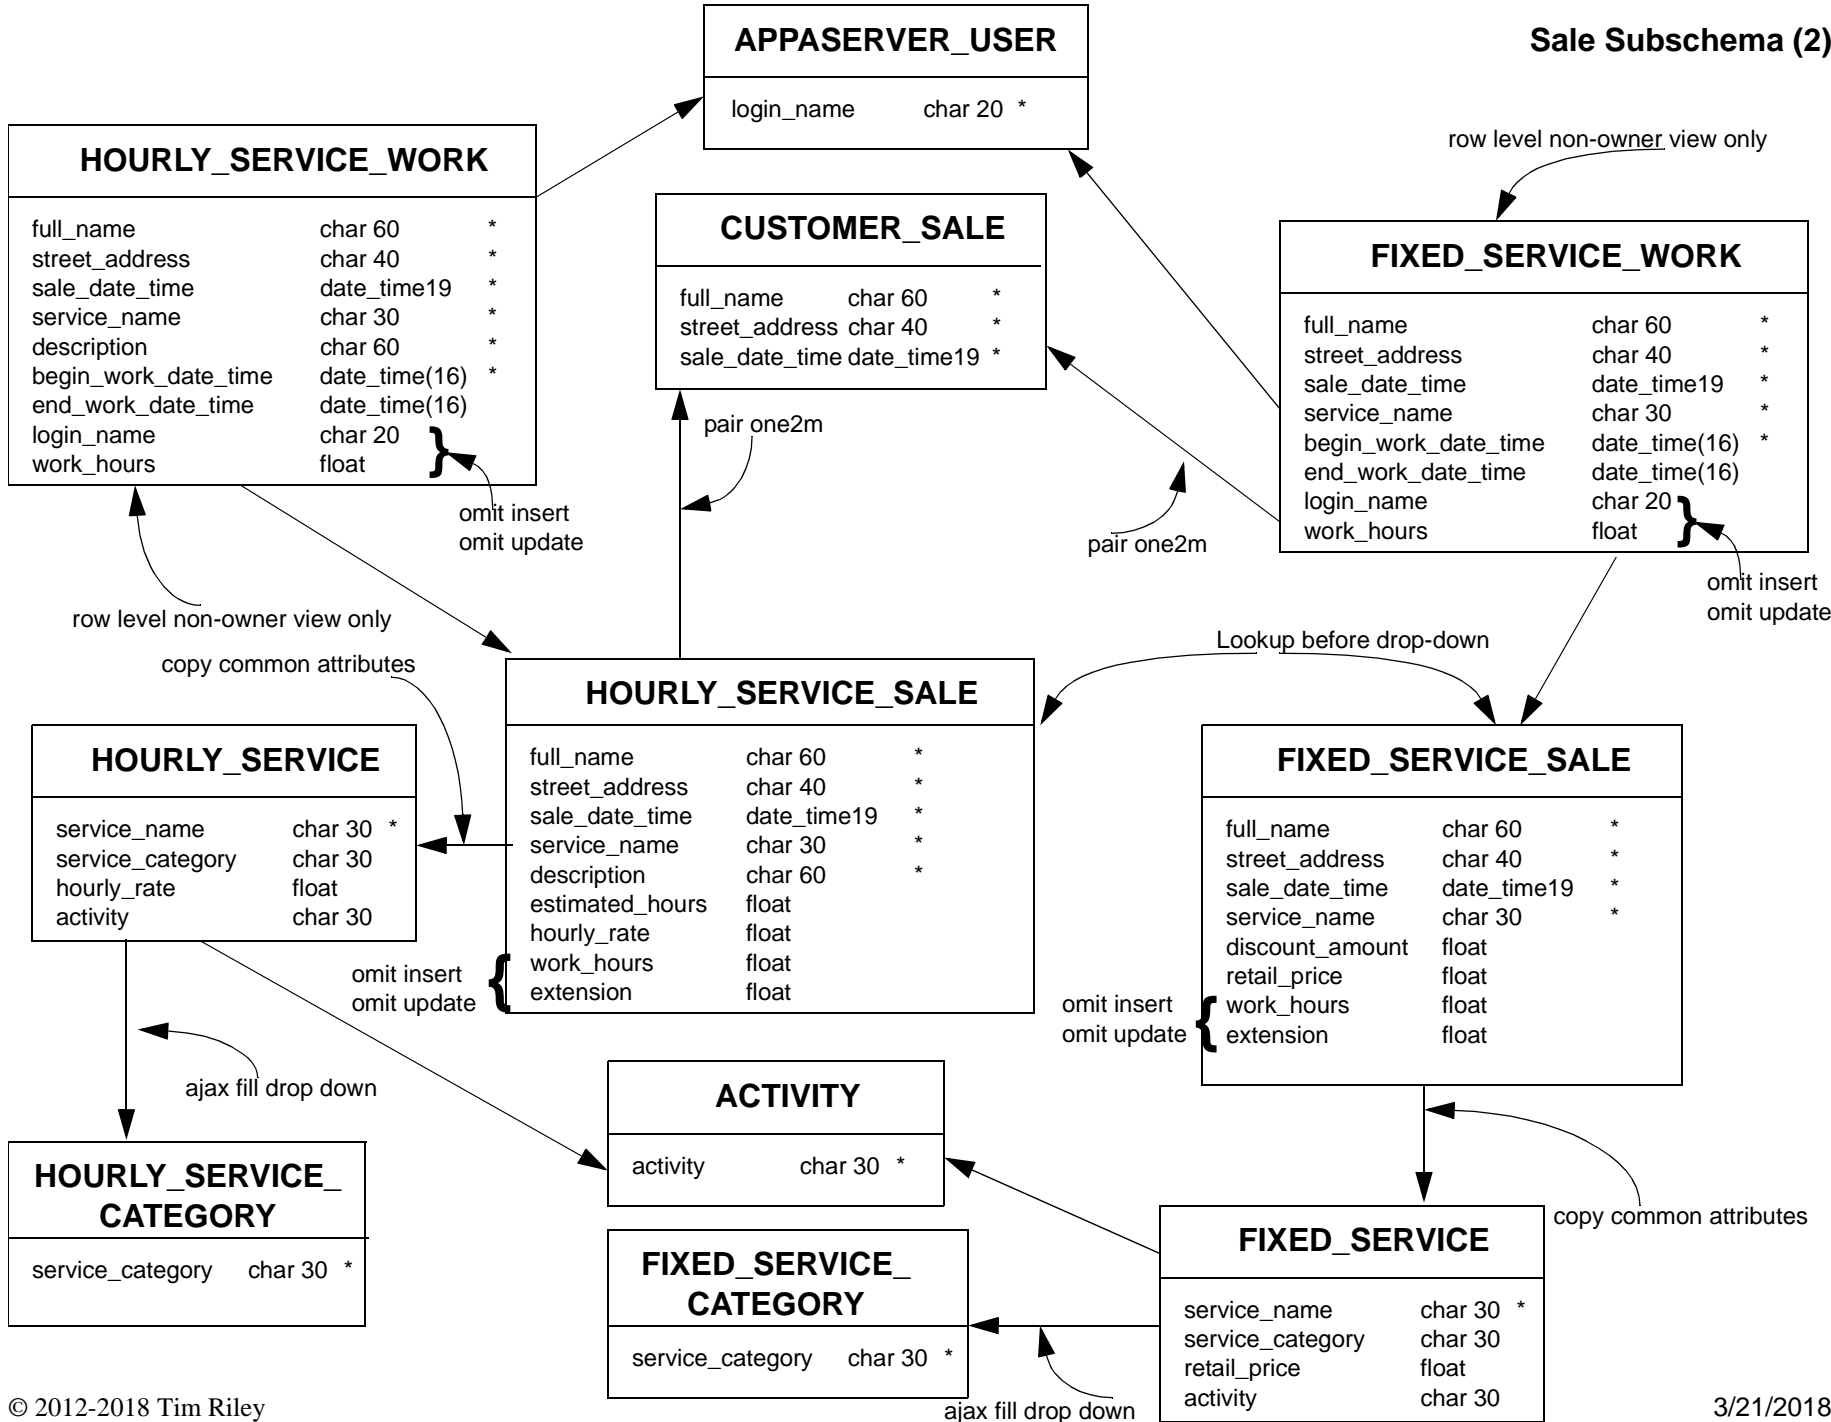 Sale Subschema (2)
APPASERVER_USER
login_name char 20 *
HOURLY_SERVICE_WORK
full_name char 60 *
street_address char 40 *
sale_date_time date_time19 *
service_name char 30 *
description char 60 *
begin_work_date_time date_time(16) *
end_work_date_time date_time(16)
login_name char 20
work_hours float
}
omit insert
omit update
row level non-owner view only
CUSTOMER_SALE
full_name char 60 *
street_address char 40 *
sale_date_time date_time19 *
pair one2m
row level non-owner view only
FIXED_SERVICE_WORK
full_name char 60 *
street_address char 40 *
sale_date_time date_time19 *
service_name char 30 *
begin_work_date_time date_time(16) *
end_work_date_time date_time(16)
login_name char 20
work_hours float
}
omit insert
omit update
pair one2m
Lookup before drop-down
copy common attributes
HOURLY_SERVICE_SALE
full_name char 60 *
street_address char 40 *
sale_date_time date_time19 *
service_name char 30 *
description char 60 *
estimated_hours float
hourly_rate float
work_hours float
extension float
omit insert
omit update
{
HOURLY_SERVICE
service_name char 30 *
service_category char 30
hourly_rate float
activity char 30
ajax fill drop down
FIXED_SERVICE_SALE
full_name char 60 *
street_address char 40 *
sale_date_time date_time19 *
service_name char 30 *
discount_amount float
retail_price float
work_hours float
extension float
omit insert
omit update
{
ACTIVITY
activity char 30 *
HOURLY_SERVICE_
CATEGORY
service_category char 30 *
FIXED_SERVICE_
CATEGORY
service_category char 30 *
copy common attributes
FIXED_SERVICE
service_name char 30 *
service_category char 30
retail_price float
activity char 30
ajax fill drop down
© 2012-2018 Tim Riley
3/21/2018